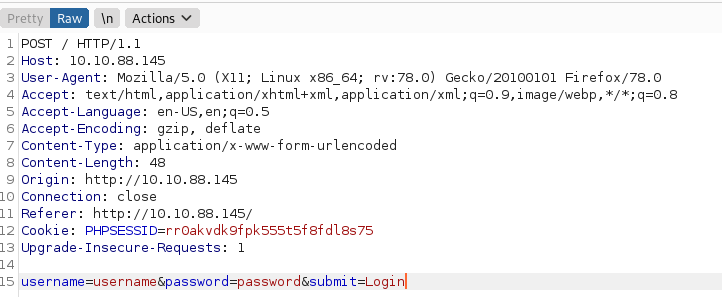 Pretty Raw \n Actions
1 POST / HTTP/1.1
2 Host: 10.10.88.145
3 User-Agent: Mozilla/5.0 (X11; Linux x86_64; rv:78.0) Gecko/20100101 Firefox/78.0
4 Accept: text/html,application/xhtml+xml,application/xml;q=0.9,image/webp,*/*;q=0.8
5 Accept-Language: en-US,en;q=0.5
6 Accept-Encoding: gzip, deflate
7 Content-Type: application/x-www-form-urlencoded
8 Content-Length: 48
9 Origin: http://10.10.88.145
10 Connection: close
11 Referer: http://10.10.88.145/
12 Cookie: PHPSESSID=rr0akvdk9fpk555t5f8fdl8s75
13 Upgrade-Insecure-Requests: 1
14
15 username=username&password=password&submit=Login